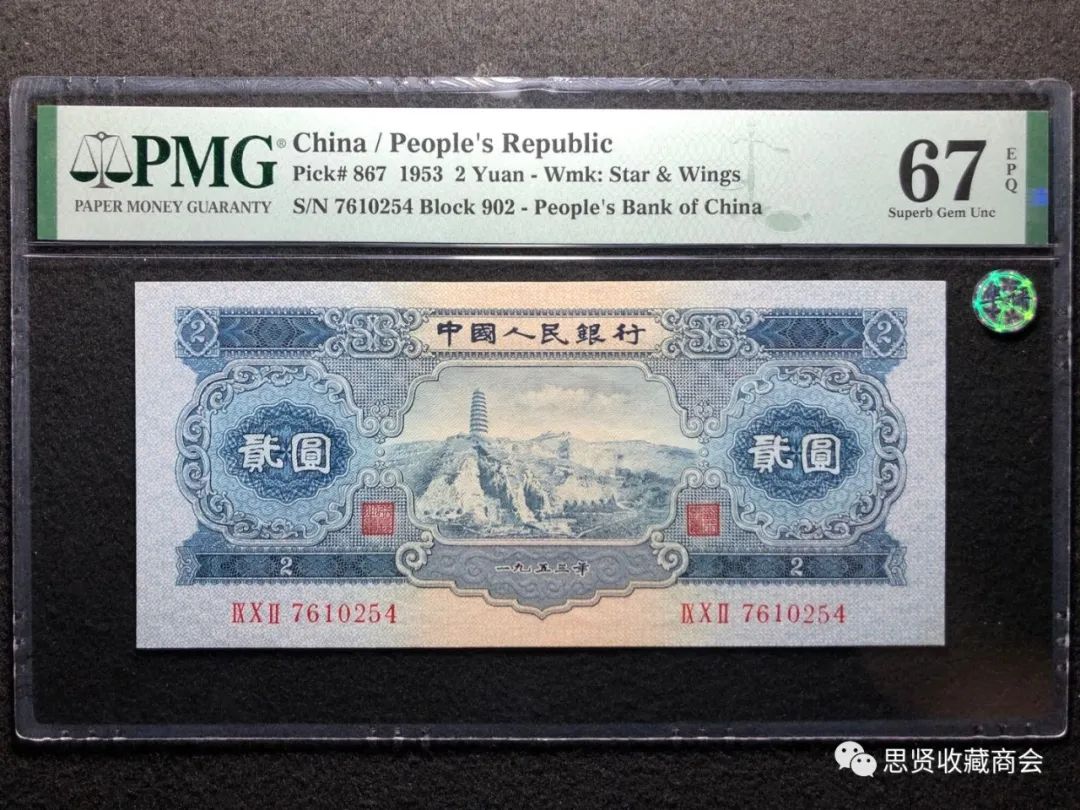 PMG®
PAPER MONEY GUARANTY
China / People's Republic
Pick# 867 1953 2 Yuan - Wmk: Star & Wings
S/N 7610254 Block 902 - People's Bank of China
67
EPQ
Superb Gem Unc
2
中國人民銀行
2
貳圓
貳圓
2
一九五三年
2
ⅨⅩⅡ 7610254
ⅨⅩⅡ 7610254
思贤收藏商会